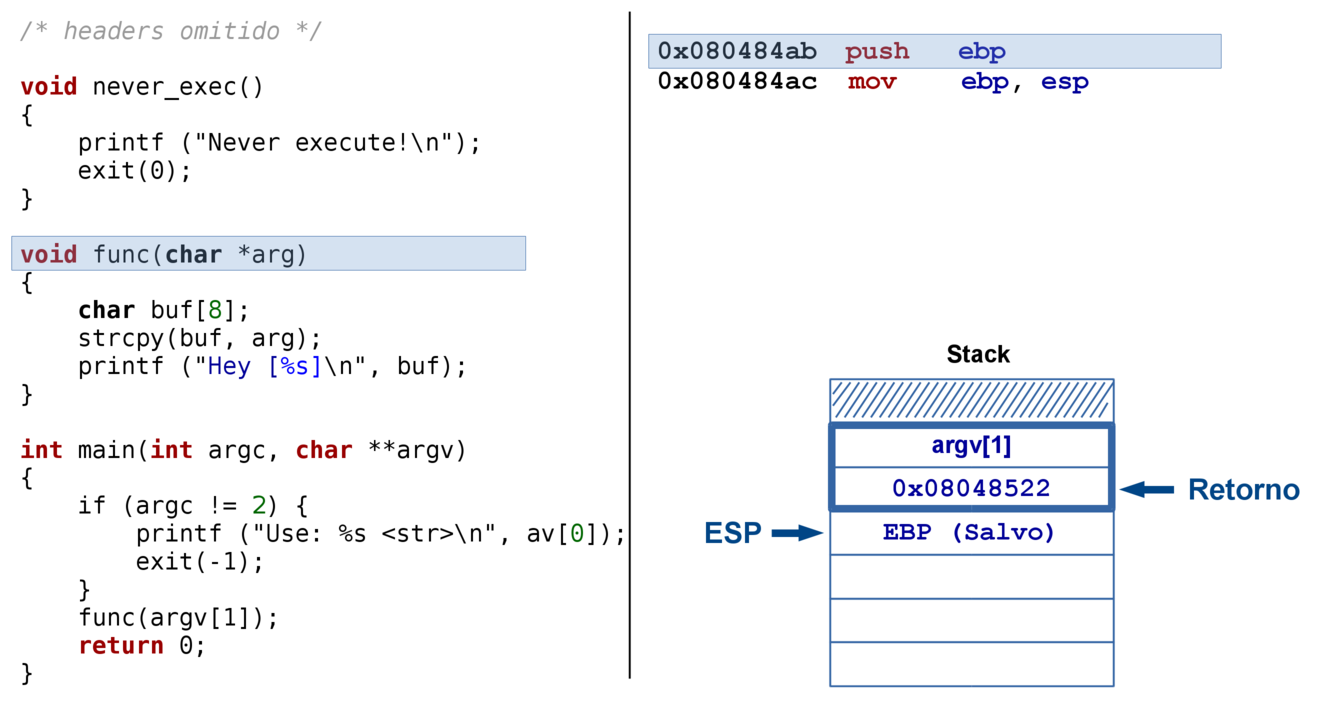 /* headers omitido */
void never_exec()
{
    printf ("Never execute!\n");
    exit(0);
}
void func(char *arg)
{
    char buf[8];
    strcpy(buf, arg);
    printf ("Hey [%s]\n", buf);
}
int main(int argc, char **argv)
{
    if (argc != 2) {
        printf ("Use: %s <str>\n", av[0]);
        exit(-1);
    }
    func(argv[1]);
    return 0;
}
0x080484ab push ebp
0x080484ac mov ebp, esp
Stack
argv[1]
0x08048522
Retorno
ESP
EBP (Salvo)